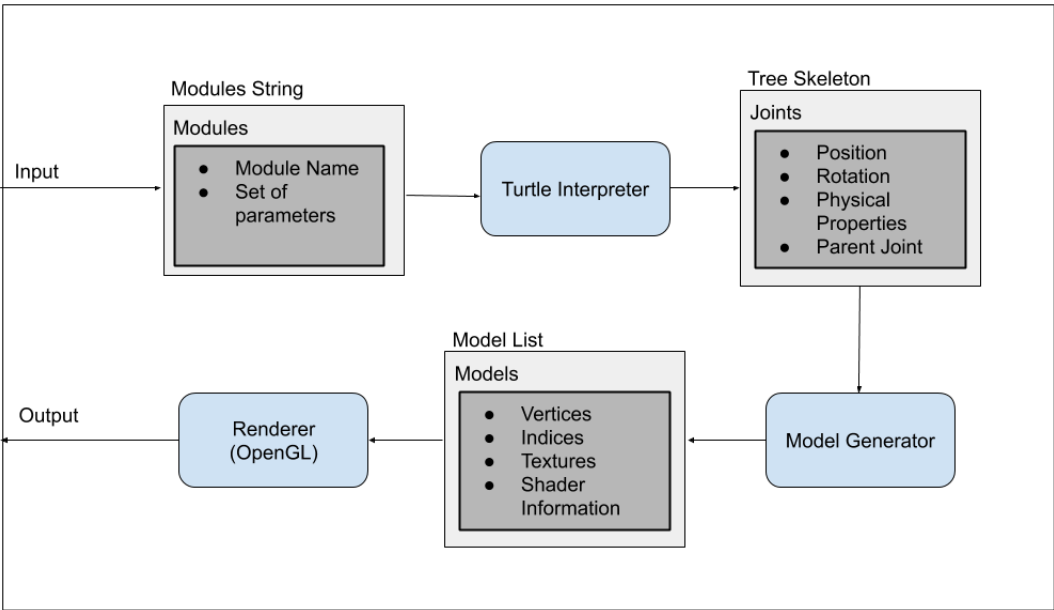 Modules String
Modules
● Module Name
● Set of
parameters
Input
Turtle Interpreter
Tree Skeleton
Joints
● Position
● Rotation
● Physical
Properties
● Parent Joint
Model Generator
Model List
Models
● Vertices
● Indices
● Textures
● Shader
Information
Renderer
(OpenGL)
Output